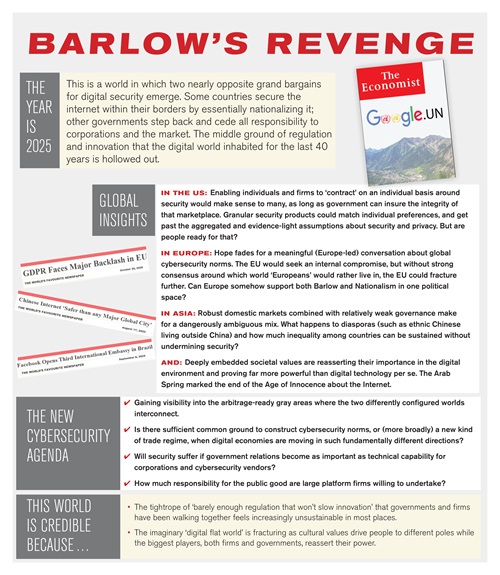 BARLOW'S REVENGE
THE
YEAR
IS
2025
This is a world in which two nearly opposite grand bargains
for digital security emerge. Some countries secure the
internet within their borders by essentially nationalizing it;
other governments step back and cede all responsibility to
corporations and the market. The middle ground of regulation
and innovation that the digital world inhabited for the last 40
years is hollowed out.
The
Economist
G@@gle.UN
GLOBAL
INSIGHTS
GDPR Faces Major Backlash in EU
THE WORLD'S FAVOURITE NEWSPAPER
Chinese Internet 'Safer than any Major Global City'
THE WORLD'S FAVOURITE NEWSPAPER
Facebook Opens Third International Embassy in Brazil
THE WORLD'S FAVOURITE NEWSPAPER
IN THE US: Enabling individuals and firms to 'contract' on an individual basis around
security would make sense to many, as long as government can insure the integrity of
that marketplace. Granular security products could match individual preferences, and get
past the aggregated and evidence-light assumptions about security and privacy. But are
people ready for that?
IN EUROPE: Hope fades for a meaningful (Europe-led) conversation about global
cybersecurity norms. The EU would seek an internal compromise, but without strong
consensus around which world 'Europeans' would rather live in, the EU could fracture
further. Can Europe somehow support both Barlow and Nationalism in one political
space?
IN ASIA: Robust domestic markets combined with relatively weak governance make
for a dangerously ambiguous mix. What happens to diasporas (such as ethnic Chinese
living outside China) and how much inequality among countries can be sustained without
undermining security?
AND: Deeply embedded societal values are reasserting their importance in the digital
environment and proving far more powerful than digital technology per se. The Arab
Spring marked the end of the Age of Innocence about the Internet.
THE NEW
CYBERSECURITY
AGENDA
✔ Gaining visibility into the arbitrage-ready gray areas where the two differently configured worlds
interconnect.
✔ Is there sufficient common ground to construct cybersecurity norms, or (more broadly) a new kind
of trade regime, when digital economies are moving in such fundamentally different directions?
✔ Will security suffer if government relations become as important as technical capability for
corporations and cybersecurity vendors?
✔ How much responsibility for the public good are large platform firms willing to undertake?
THIS WORLD
IS CREDIBLE
BECAUSE ...
• The tightrope of 'barely enough regulation that won't slow innovation' that governments and firms
have been walking together feels increasingly unsustainable in most places.
• The imaginary 'digital flat world' is fracturing as cultural values drive people to different poles while
the biggest players, both firms and governments, reassert their power.